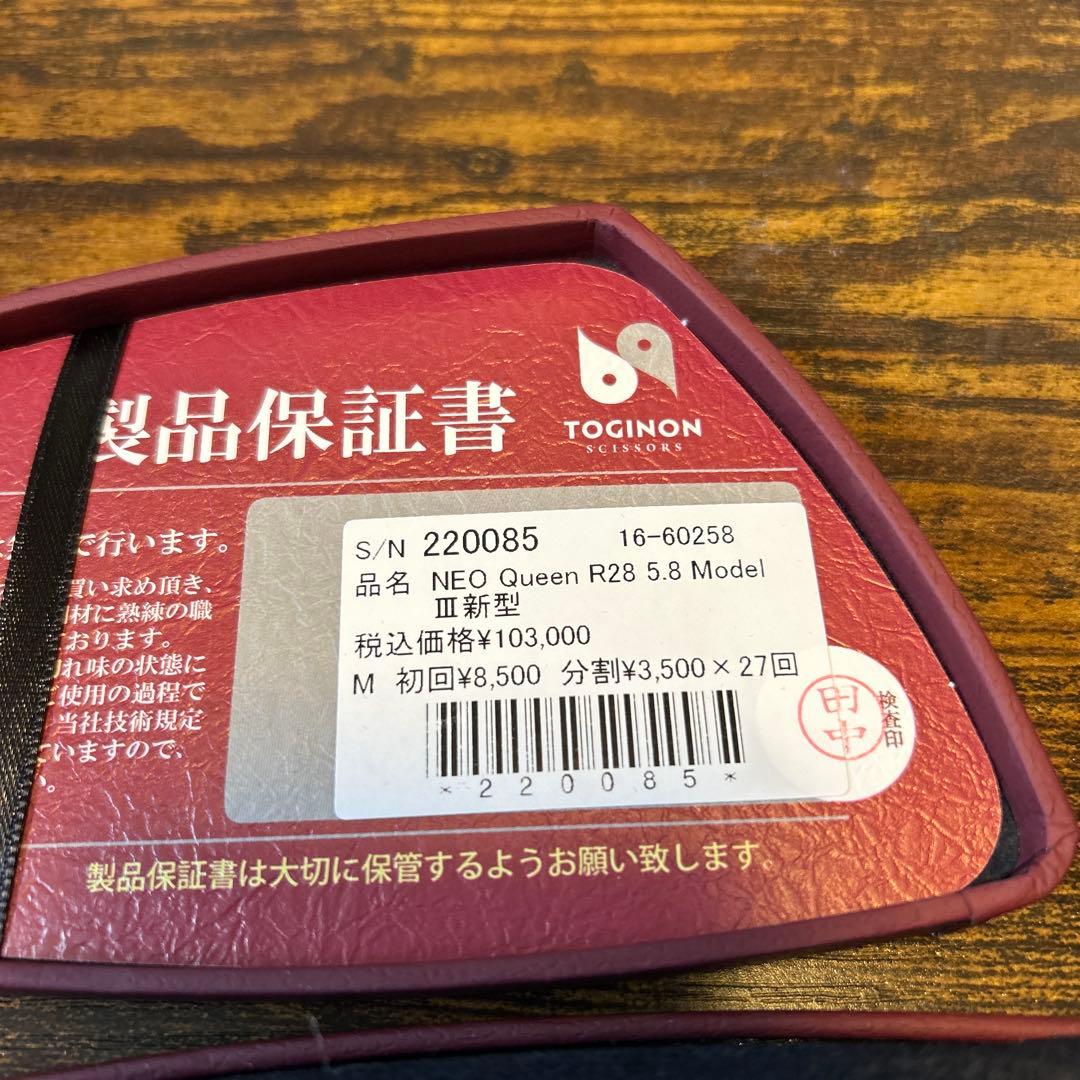 製品保証書
TOGINON
SCISSORS
で行います。
買い求め頂き、
材に熟練の職
おります。
れ味の状態に
使用の過程で
当社技術規定
ていますので、
S/N 220085 16-60258
品名 NEO Queen R28 5.8 Model
Ⅲ新型
税込価格¥103,000
M 初回¥8,500 分割¥3,500×27回
*220085*
田中
検査印
製品保証書は大切に保管するようお願い致します。